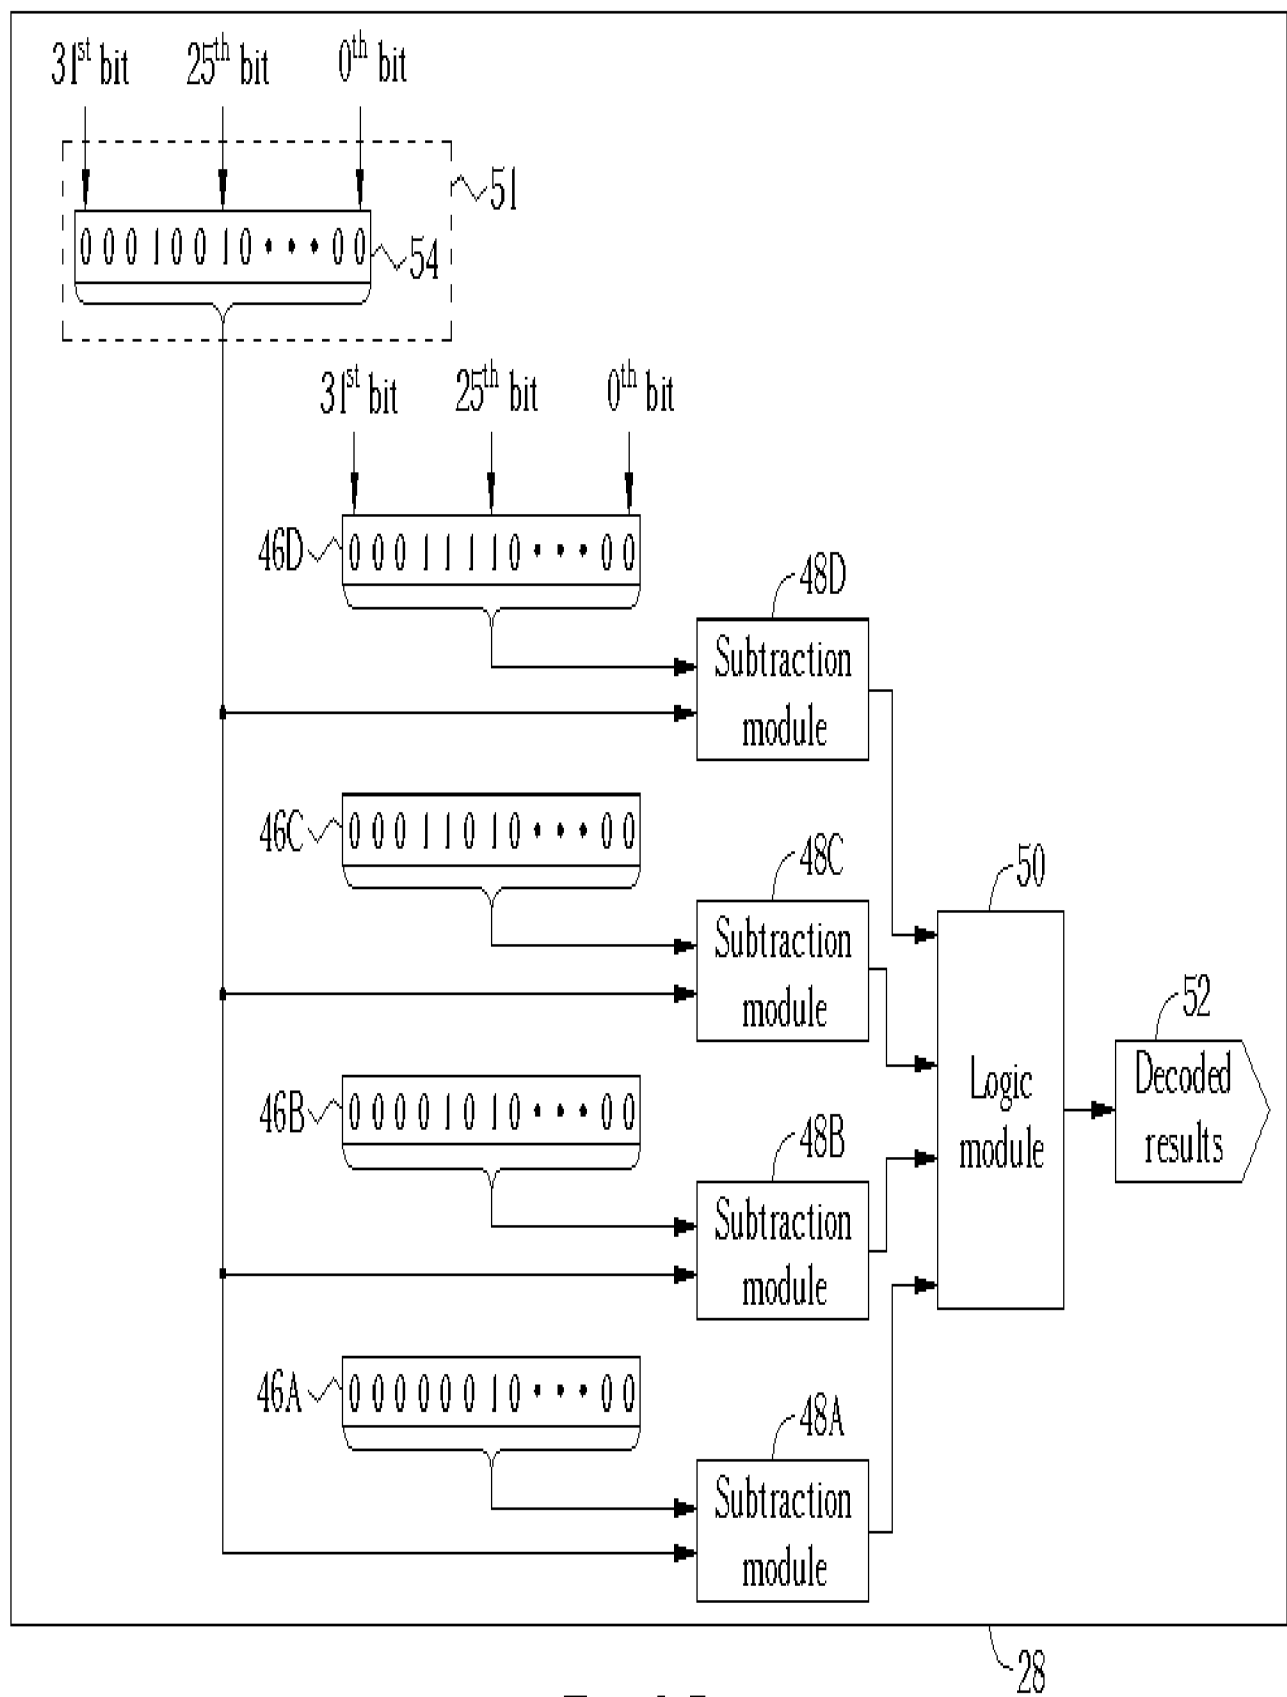 31st bit 25th bit 0th bit
51
0 0 0 1 0 0 1 0 • • • 0 0
54
31st bit 25th bit 0th bit
46D 0 0 0 1 1 1 1 0 • • • 0 0
48D
Subtraction
module
46C 0 0 0 1 1 0 1 0 • • • 0 0
48C
Subtraction
module
50
Logic
module
52
Decoded
results
46B 0 0 0 0 1 0 1 0 • • • 0 0
48B
Subtraction
module
46A 0 0 0 0 0 0 1 0 • • • 0 0
48A
Subtraction
module
28